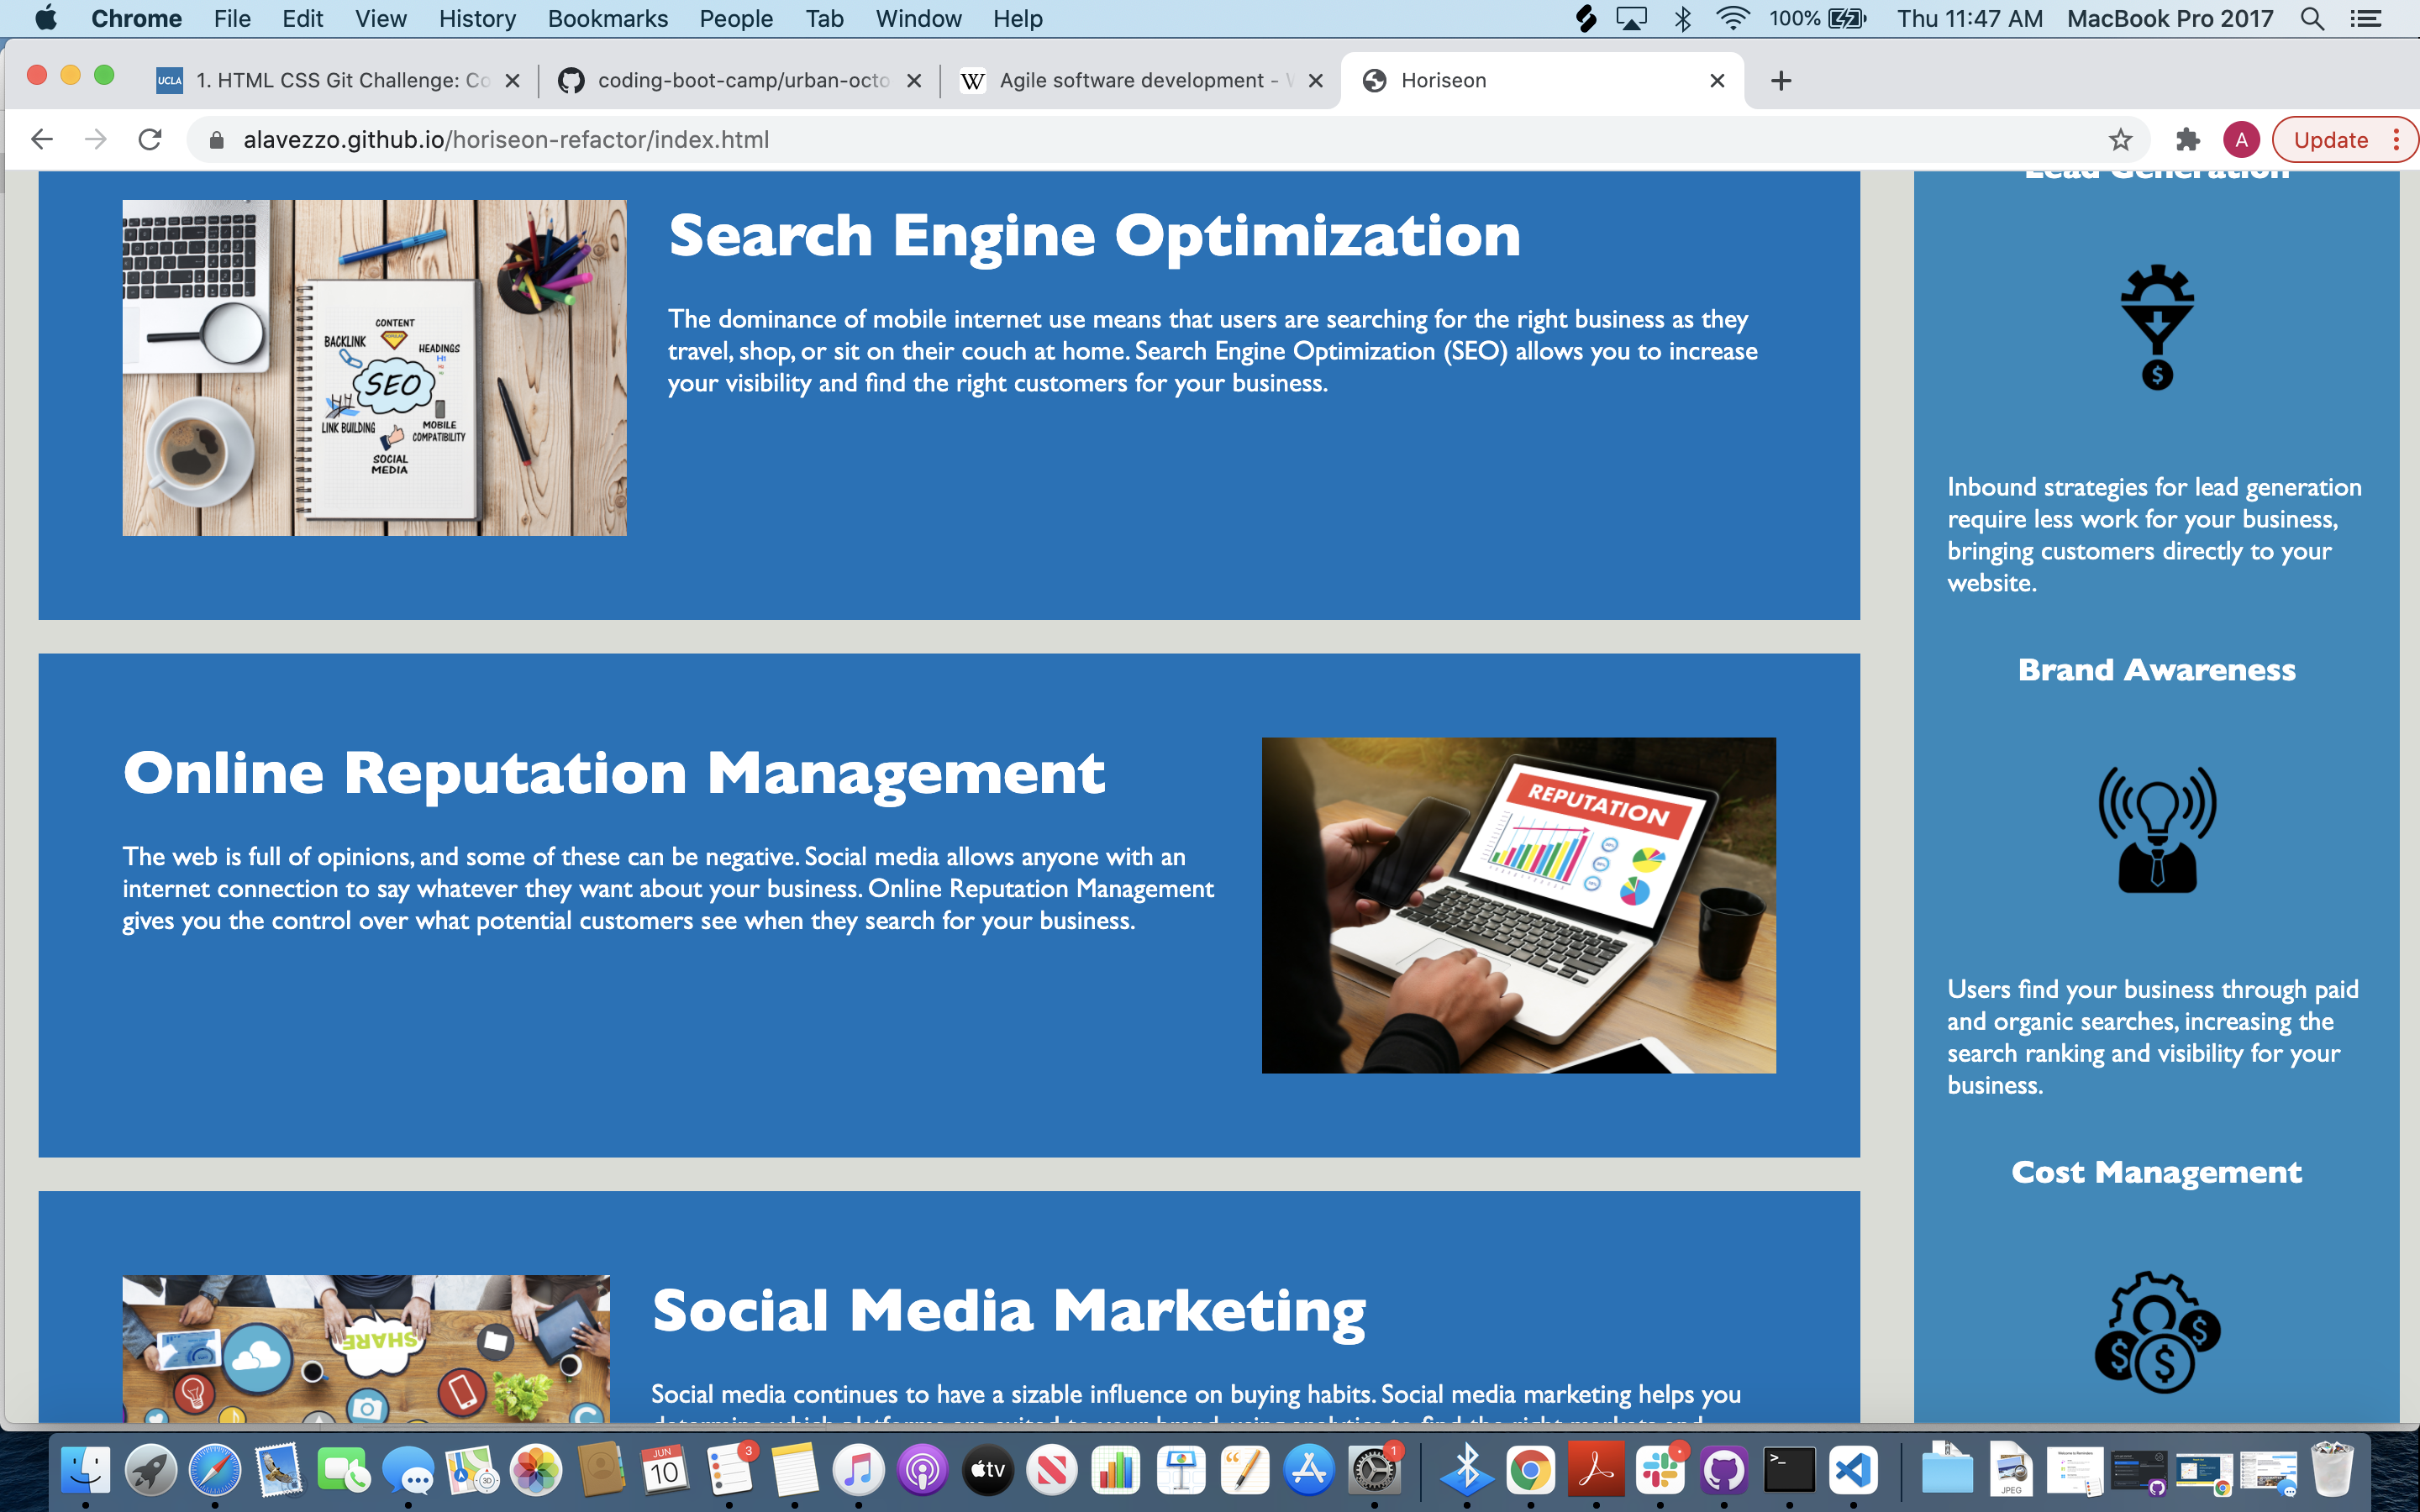 Chrome File Edit View History Bookmarks People Tab Window Help 100% Thu 11:47 AM MacBook Pro 2017
UCLA 1. HTML CSS Git Challenge: Co
coding-boot-camp/urban-octo
W Agile software development -
Horiseon
alavezzo.github.io/horiseon-refactor/index.html
A Update
CONTENT
BACKLINK
HEADINGS
SEO
LINK BUILDING
MOBILE
COMPATIBILITY
SOCIAL
MEDIA
Search Engine Optimization
The dominance of mobile internet use means that users are searching for the right business as they
travel, shop, or sit on their couch at home. Search Engine Optimization (SEO) allows you to increase
your visibility and find the right customers for your business.
Online Reputation Management
The web is full of opinions, and some of these can be negative. Social media allows anyone with an
internet connection to say whatever they want about your business. Online Reputation Management
gives you the control over what potential customers see when they search for your business.
REPUTATION
SHARE
Social Media Marketing
Social media continues to have a sizable influence on buying habits. Social media marketing helps you
Lead Generation
$
Inbound strategies for lead generation
require less work for your business,
bringing customers directly to your
website.
Brand Awareness
Users find your business through paid
and organic searches, increasing the
search ranking and visibility for your
business.
Cost Management
$ $ $
JUN
10
3
tv
1
JPEG